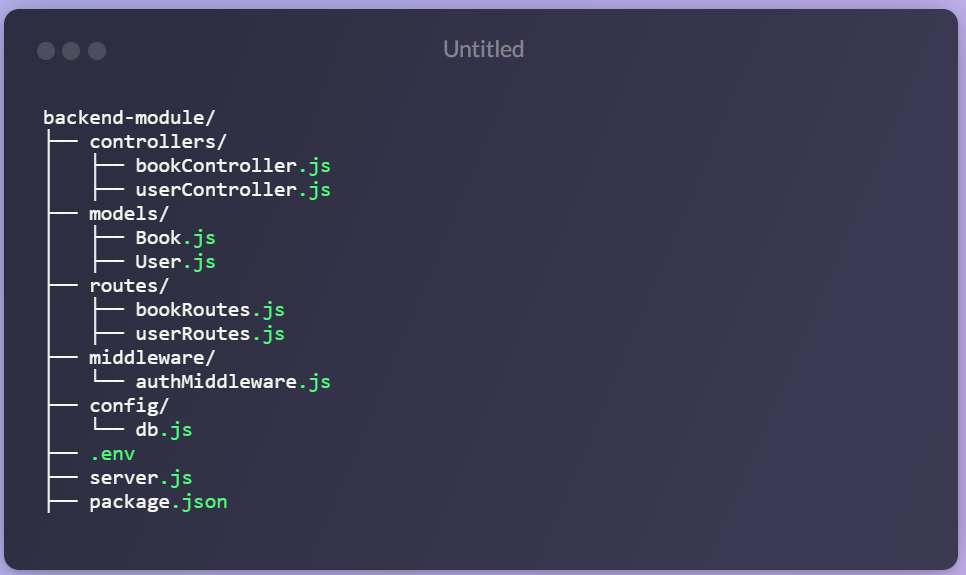 Untitled
backend-module/
├── controllers/
│   ├── bookController.js
│   ├── userController.js
├── models/
│   ├── Book.js
│   ├── User.js
├── routes/
│   ├── bookRoutes.js
│   ├── userRoutes.js
├── middleware/
│   └── authMiddleware.js
├── config/
│   └── db.js
├── .env
├── server.js
├── package.json